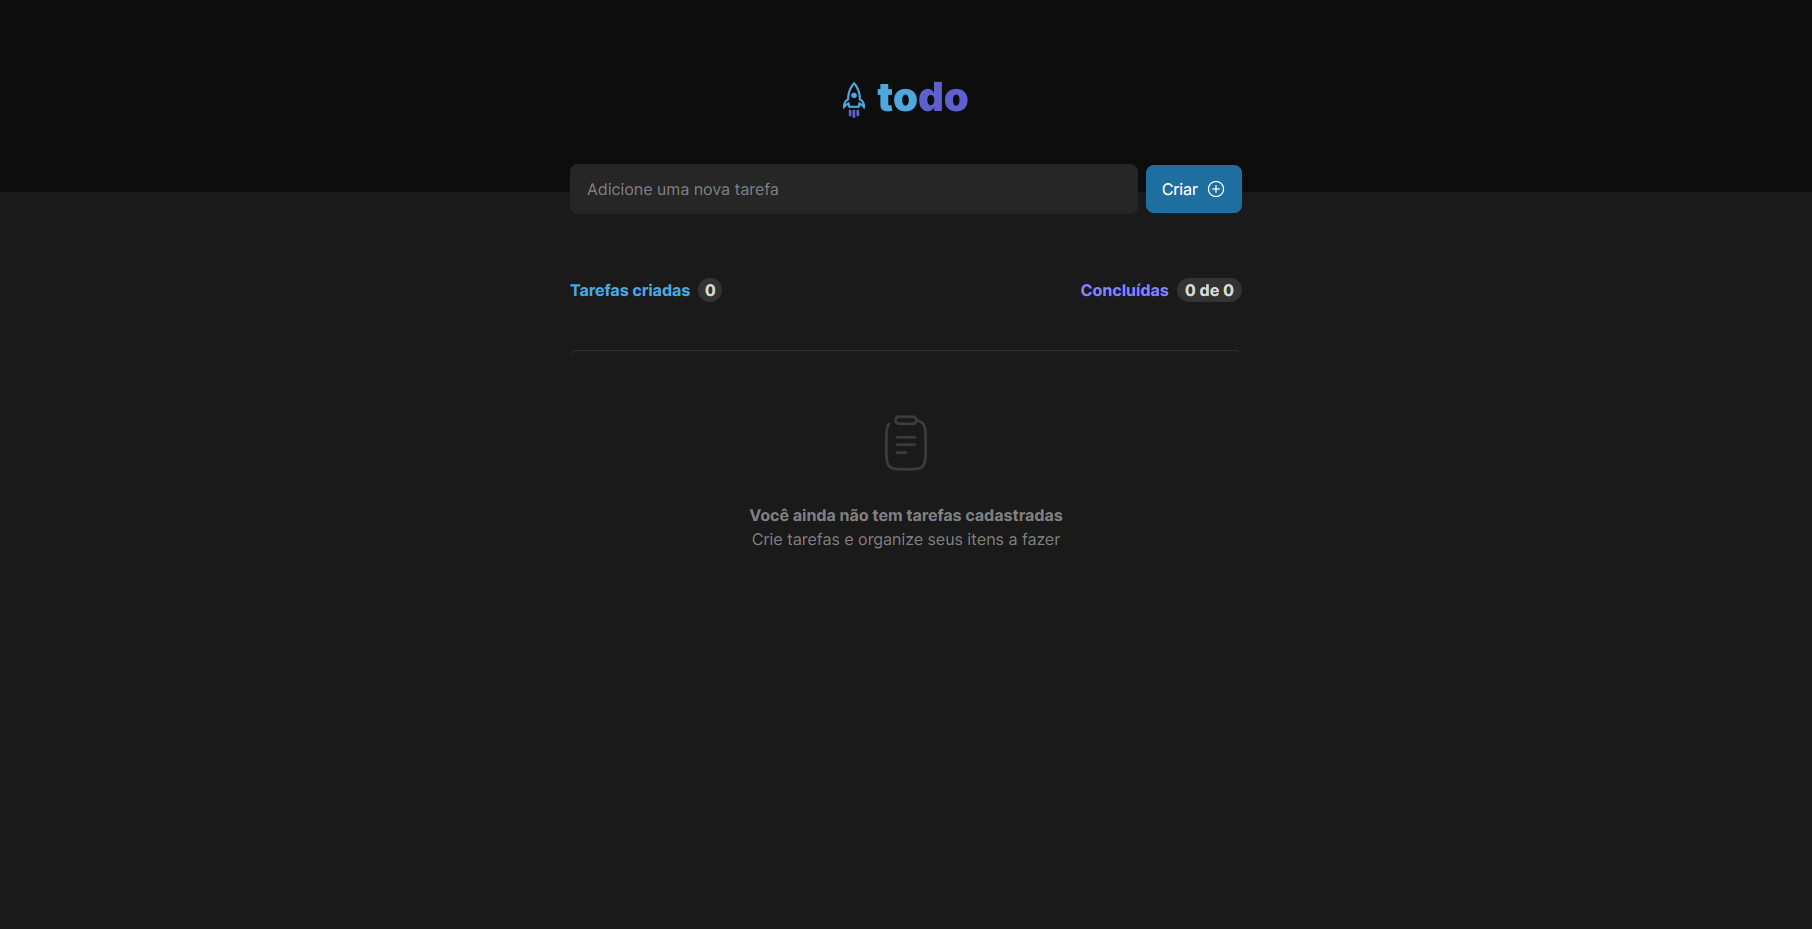 todo
Adicione uma nova tarefa
Criar
Tarefas criadas 0
Concluídas 0 de 0
Você ainda não tem tarefas cadastradas
Crie tarefas e organize seus itens a fazer